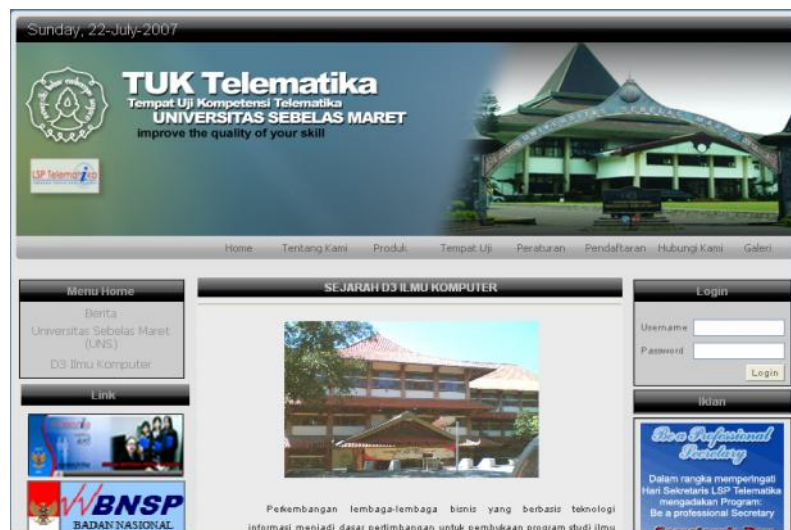 Sunday, 22-July-2007
TUK Telematika
Tempat Uji Kompetensi Telematika
UNIVERSITAS SEBELAS MARET
improve the quality of your skill
LSP Telematika
UNIVERSITAS SEBELAS MARET
Home Tentang Kami Produk Tempat Uji Peraturan Pendaftaran Hubungi Kami Galeri
Menu Home
Berita
Universitas Sebelas Maret
(UNS)
D3 Ilmu Komputer
Link
BNSP
BADAN NASIONAL
SEJARAH D3 ILMU KOMPUTER
Perkembangan lembaga-lembaga bisnis yang berbasis teknologi
informasi menjadi dasar pertimbangan untuk pembukaan program studi ilmu
Login
Username
Password
Login
Iklan
Be a Professional
Secretary
Dalam rangka memperingati
Hari Sekretaris LSP Telematika
mengadakan Program:
Be a professional Secretary